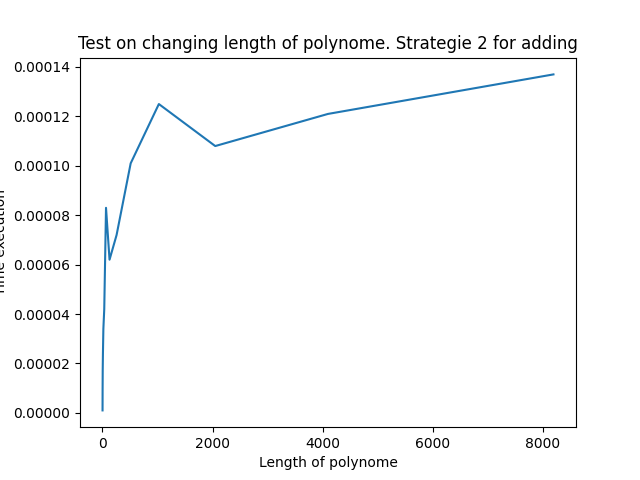 Test on changing length of polynome. Strategie 2 for adding
0.00014
0.00012
0.00010
0.00008
0.00006
0.00004
0.00002
0.00000
Time execution
0 2000 4000 6000 8000
Length of polynome